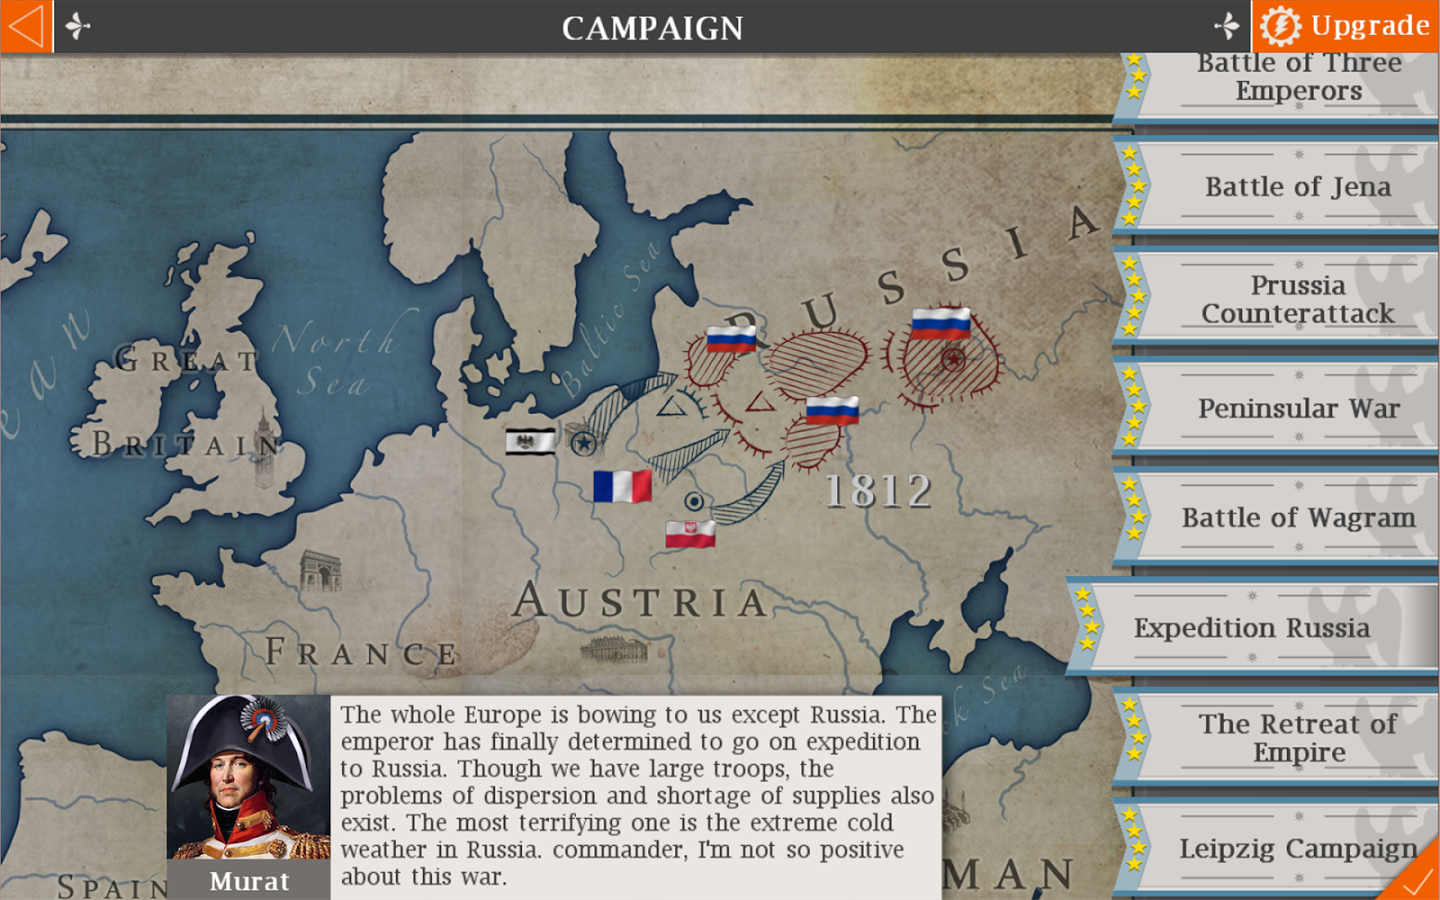 CAMPAIGN
Upgrade
Battle of Three
Emperors
Battle of Jena
Prussia
Counterattack
Peninsular War
Battle of Wagram
Expedition Russia
The Retreat of
Empire
Leipzig Campaign
RUSSIA
North
Sea
Baltic Sea
GREAT
BRITAIN
ean
1812
AUSTRIA
FRANCE
ck Sea
SPAIN
MAN
The whole Europe is bowing to us except Russia. The
emperor has finally determined to go on expedition
to Russia. Though we have large troops, the
problems of dispersion and shortage of supplies also
exist. The most terrifying one is the extreme cold
weather in Russia. commander, I'm not so positive
about this war.
Murat